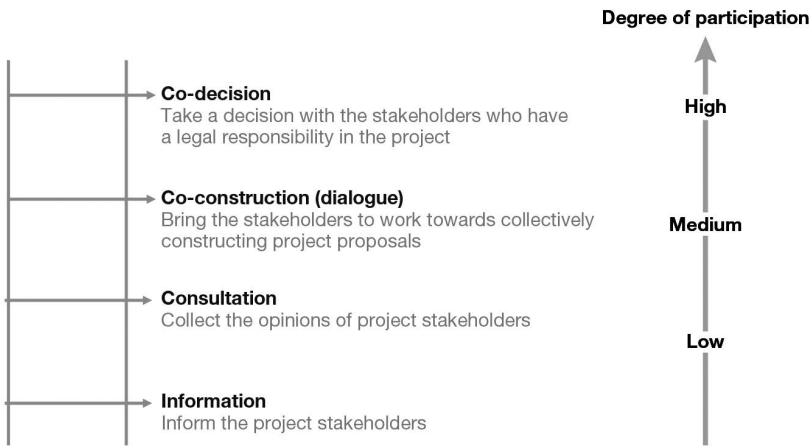 Degree of participation
Co-decision
Take a decision with the stakeholders who have
a legal responsibility in the project
High
Co-construction (dialogue)
Bring the stakeholders to work towards collectively
constructing project proposals
Medium
Consultation
Collect the opinions of project stakeholders
Low
Information
Inform the project stakeholders